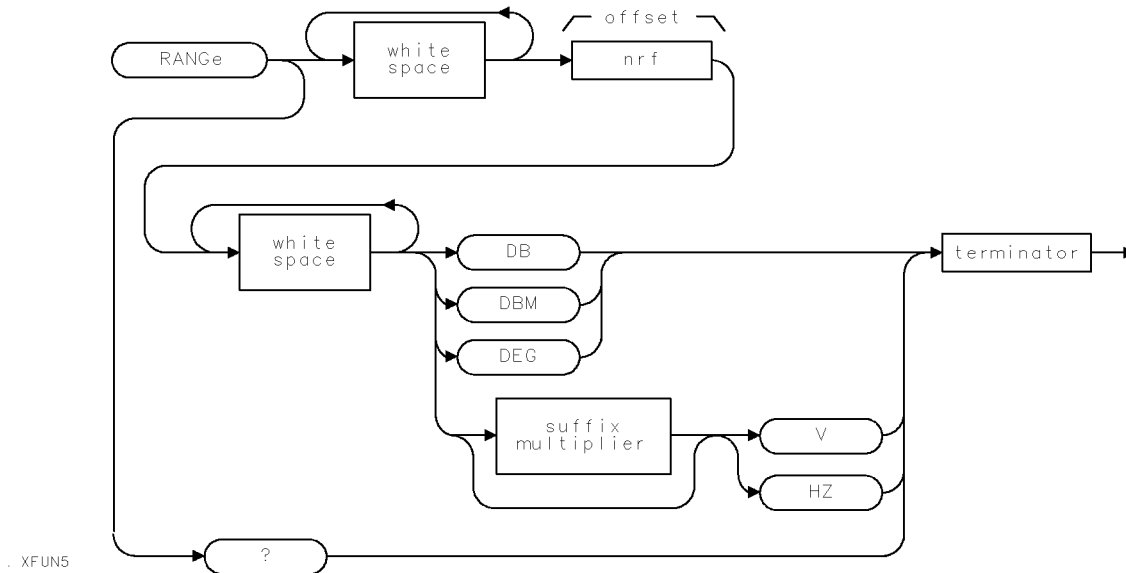 offset
RANGe
white
space
nrf
white
space
DB
terminator
DBM
DEG
suffix
multiplier
V
HZ
?
. XFUN5